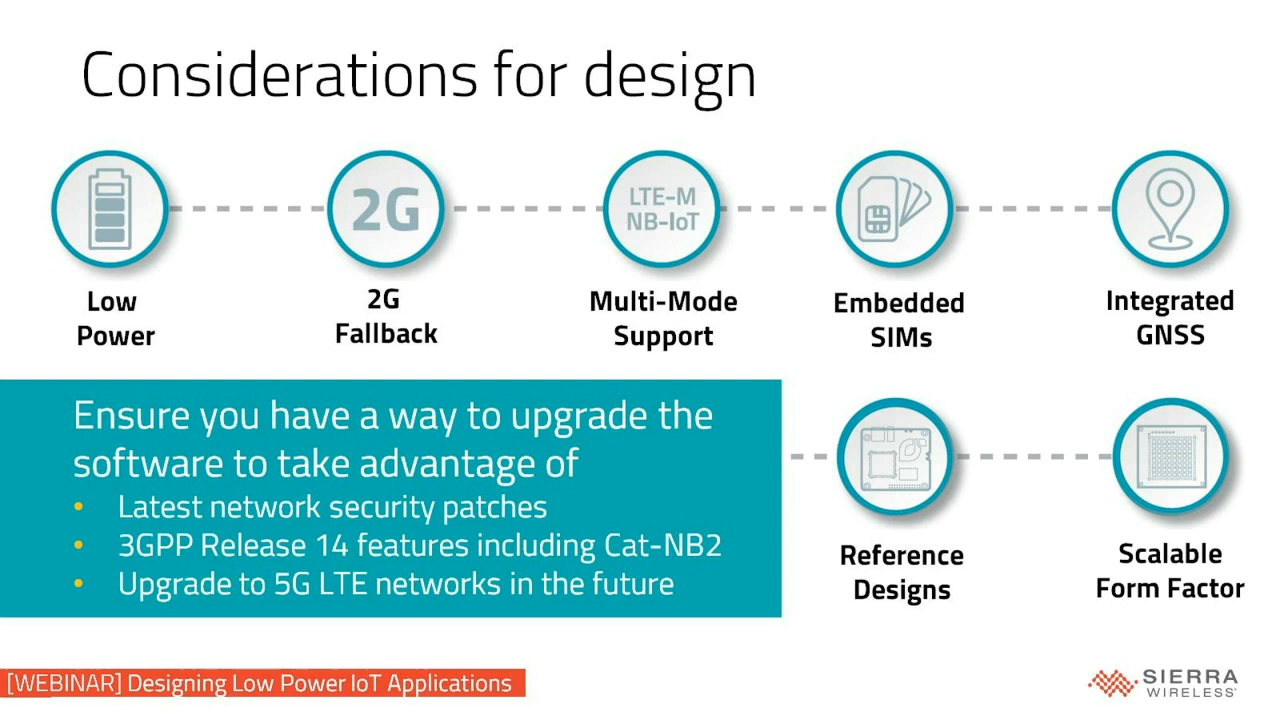 Considerations for design
2G
LTE-M
NB-IoT
Low
Power
2G
Fallback
Multi-Mode
Support
Embedded
SIMs
Integrated
GNSS
Ensure you have a way to upgrade the
software to take advantage of
• Latest network security patches
• 3GPP Release 14 features including Cat-NB2
• Upgrade to 5G LTE networks in the future
Reference
Designs
Scalable
Form Factor
[WEBINAR] Designing Low Power IoT Applications
SIERRA
WIRELESS